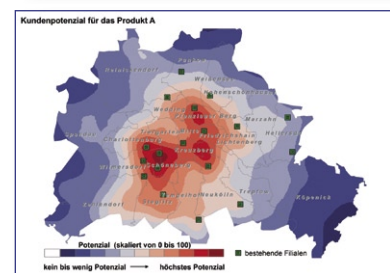 Kundenpotenzial für das Produkt A
Pankow
Reinickendorf
Weißensee
Hohenschönhausen
Wedding
Prenzlauer Berg
Marzahn
Spandau
Tiergarten
Mitte
Friedrichshain
Hellersdorf
Charlottenburg
Lichtenberg
Kreuzberg
Wilmersdorf
Schöneberg
Zehlendorf
Steglitz
Tempelhof
Neukölln
Treptow
Köpenick
Potenzial (skaliert von 0 bis 100)
bestehende Filialen
kein bis wenig Potenzial
höchstes Potenzial